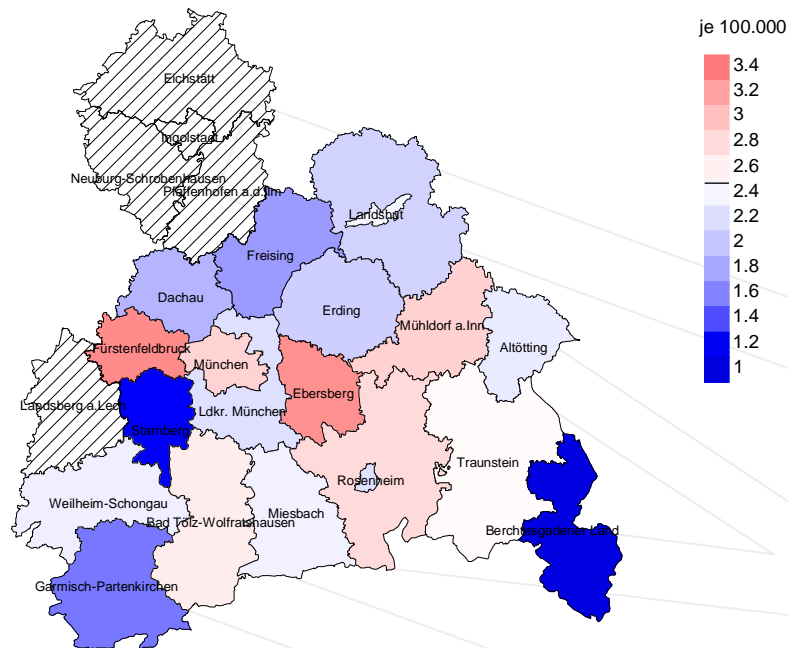 je 100.000
3.4
3.2
3
2.8
2.6
2.4
2.2
2
1.8
1.6
1.4
1.2
1
Eichstätt
Ingolstadt
Neuburg-Schrobenhausen
Pfaffenhofen a.d.Ilm
Landshut
Freising
Dachau
Erding
Mühldorf a.Inn
Altötting
Fürstenfeldbruck
München
Ebersberg
Landsberg a.Lech
Ldkr. München
Starnberg
Traunstein
Rosenheim
Weilheim-Schongau
Miesbach
Bad Tölz-Wolfratshausen
Berchtesgadener Land
Garmisch-Partenkirchen